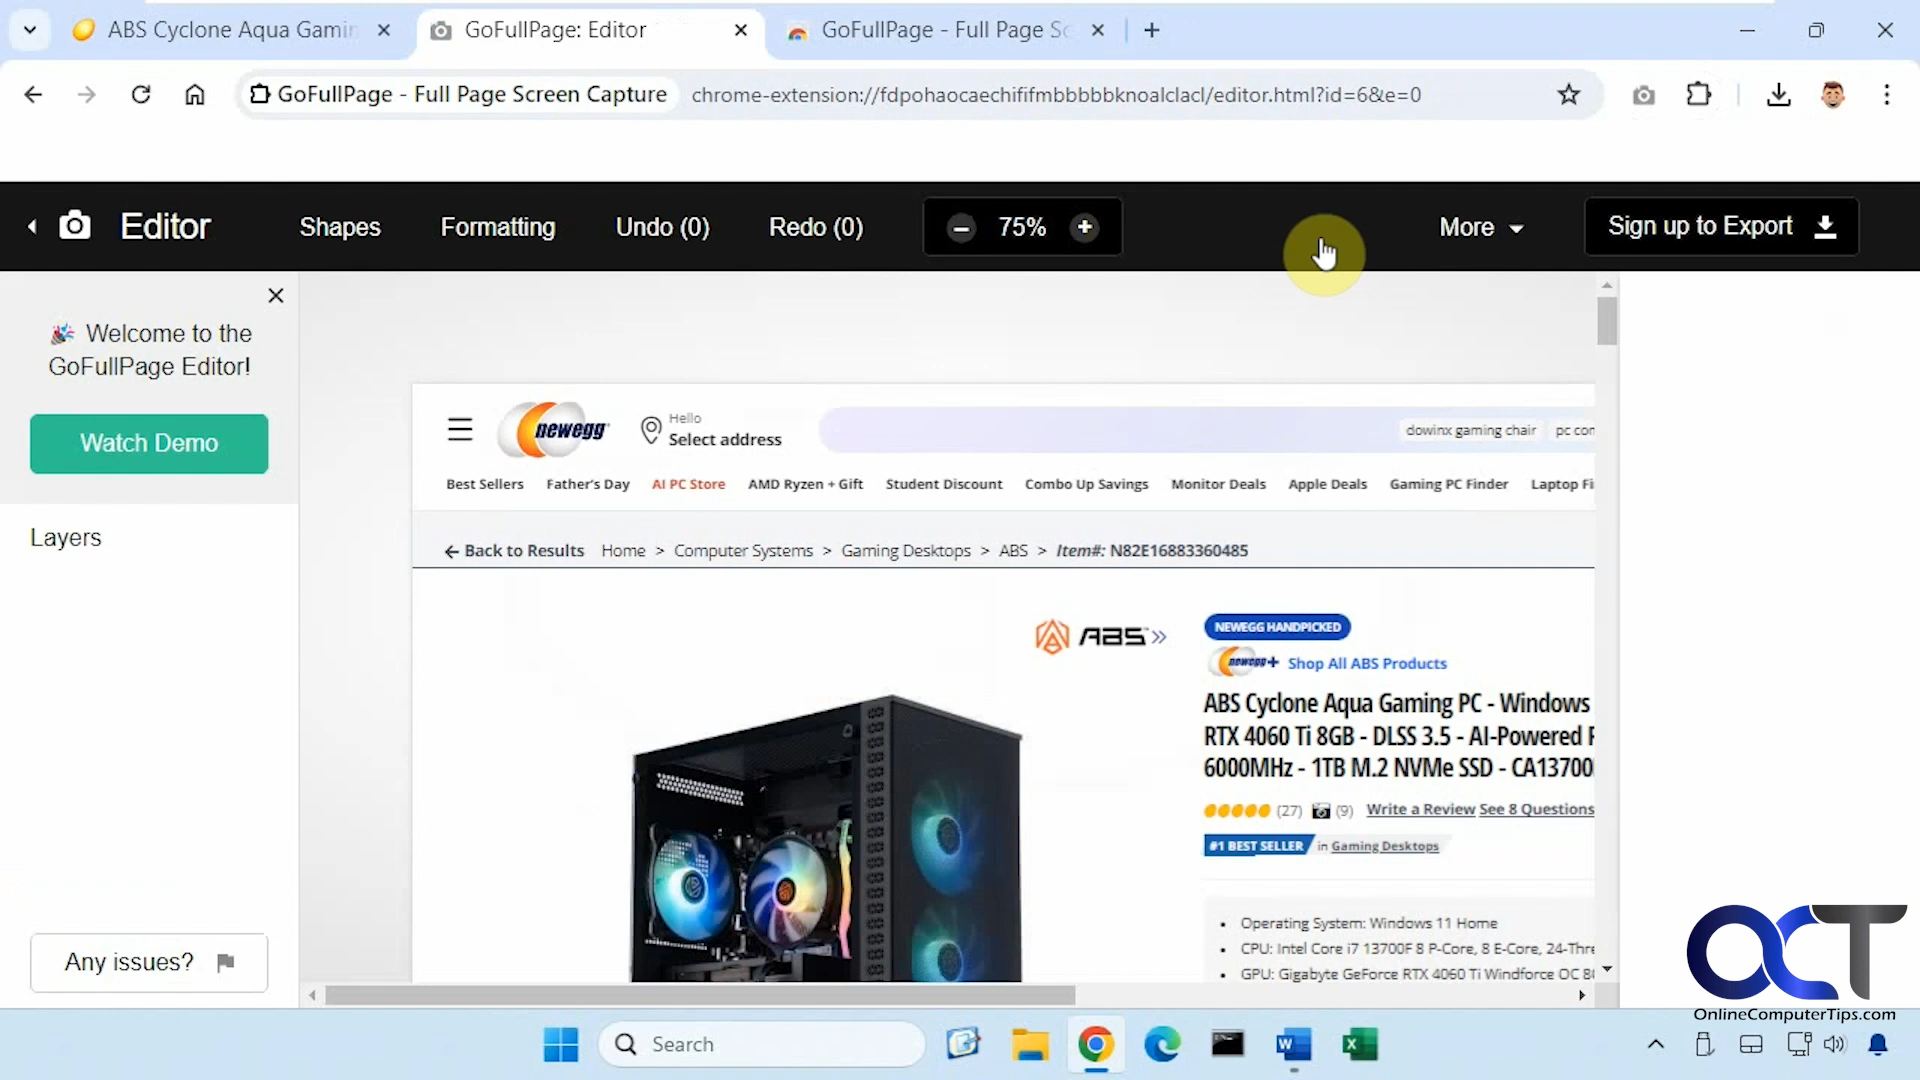 ABS Cyclone Aqua Gamin
GoFullPage: Editor
GoFullPage - Full Page Sc
GoFullPage - Full Page Screen Capture
chrome-extension://fdpohaocaechififmbbbbbknoalclacl/editor.html?id=6&e=0
Editor
Shapes
Formatting
Undo (0)
Redo (0)
75%
More
Sign up to Export
Welcome to the
GoFullPage Editor!
Watch Demo
Layers
Any issues?
newegg
Hello
Select address
dowinx gaming chair
pc con
Best Sellers
Father's Day
AI PC Store
AMD Ryzen + Gift
Student Discount
Combo Up Savings
Monitor Deals
Apple Deals
Gaming PC Finder
Laptop Fi
Back to Results Home > Computer Systems > Gaming Desktops > ABS > Item#: N82E16883360485
ABS
NEWEGG HANDPICKED
newegg+ Shop All ABS Products
ABS Cyclone Aqua Gaming PC - Windows
RTX 4060 Ti 8GB - DLSS 3.5 - AI-Powered
6000MHz - 1TB M.2 NVMe SSD - CA13700
(27) (9) Write a Review See 8 Questions
#1 BEST SELLER in Gaming Desktops
• Operating System: Windows 11 Home
• CPU: Intel Core i7 13700F 8 P-Core, 8 E-Core, 24-Thre
• GPU: Gigabyte GeForce RTX 4060 Ti Windforce OC 8
OCT
OnlineComputerTips.com
Search